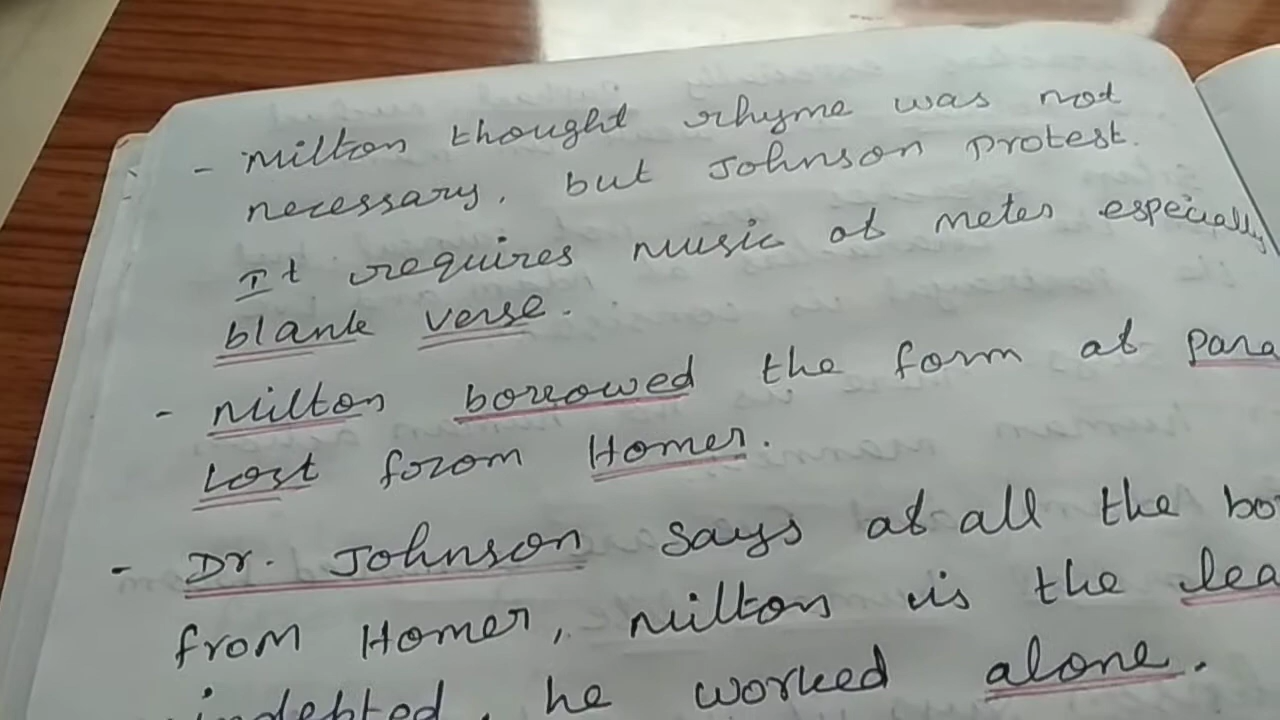 - Milton thought rhyme was not
necessary, but Johnson Protest.
It requires music of meter especially
blank verse.
- Milton borrowed the form of Para
Lost from Homer.
- Dr. Johnson says of all the bo
from Homer, Milton is the lea
indebted, he worked alone.